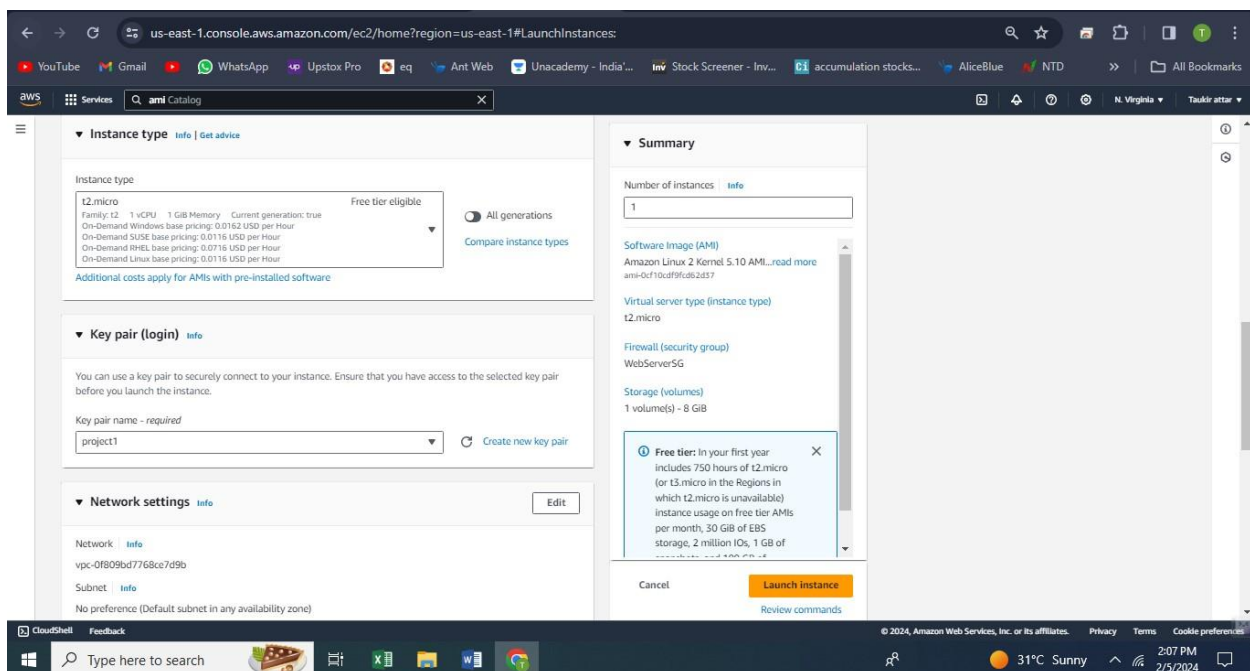 us-east-1.console.aws.amazon.com/ec2/home?region=us-east-1#LaunchInstances:
T
YouTube Gmail WhatsApp Upstox Pro eq Ant Web Unacademy - India'... Stock Screener - Inv... accumulation stocks... AliceBlue NTD » All Bookmarks
aws Services ami Catalog N. Virginia Taukir attar
Instance type Info | Get advice
Instance type
t2.micro Free tier eligible
Family: t2 1 vCPU 1 GiB Memory Current generation: true
On-Demand Windows base pricing: 0.0162 USD per Hour
On-Demand SUSE base pricing: 0.0116 USD per Hour
On-Demand RHEL base pricing: 0.0716 USD per Hour
On-Demand Linux base pricing: 0.0116 USD per Hour
All generations
Compare instance types
Additional costs apply for AMIs with pre-installed software
Key pair (login) Info
You can use a key pair to securely connect to your instance. Ensure that you have access to the selected key pair
before you launch the instance.
Key pair name - required
project1
Create new key pair
Network settings Info
Edit
Network Info
vpc-0f809bd7768ce7d9b
Subnet Info
No preference (Default subnet in any availability zone)
Summary
Number of instances Info
1
Software Image (AMI)
Amazon Linux 2 Kernel 5.10 AMI...read more
ami-0cf10cdf9fcd62d37
Virtual server type (instance type)
t2.micro
Firewall (security group)
WebServerSG
Storage (volumes)
1 volume(s) - 8 GiB
Free tier: In your first year
includes 750 hours of t2.micro
(or t3.micro in the Regions in
which t2.micro is unavailable)
instance usage on free tier AMIs
per month, 30 GiB of EBS
storage, 2 million IOs, 1 GB of
Cancel
Launch instance
Review commands
CloudShell Feedback © 2024, Amazon Web Services, Inc. or its affiliates. Privacy Terms Cookie preferences
Type here to search
31°C Sunny
2:07 PM
2/5/2024